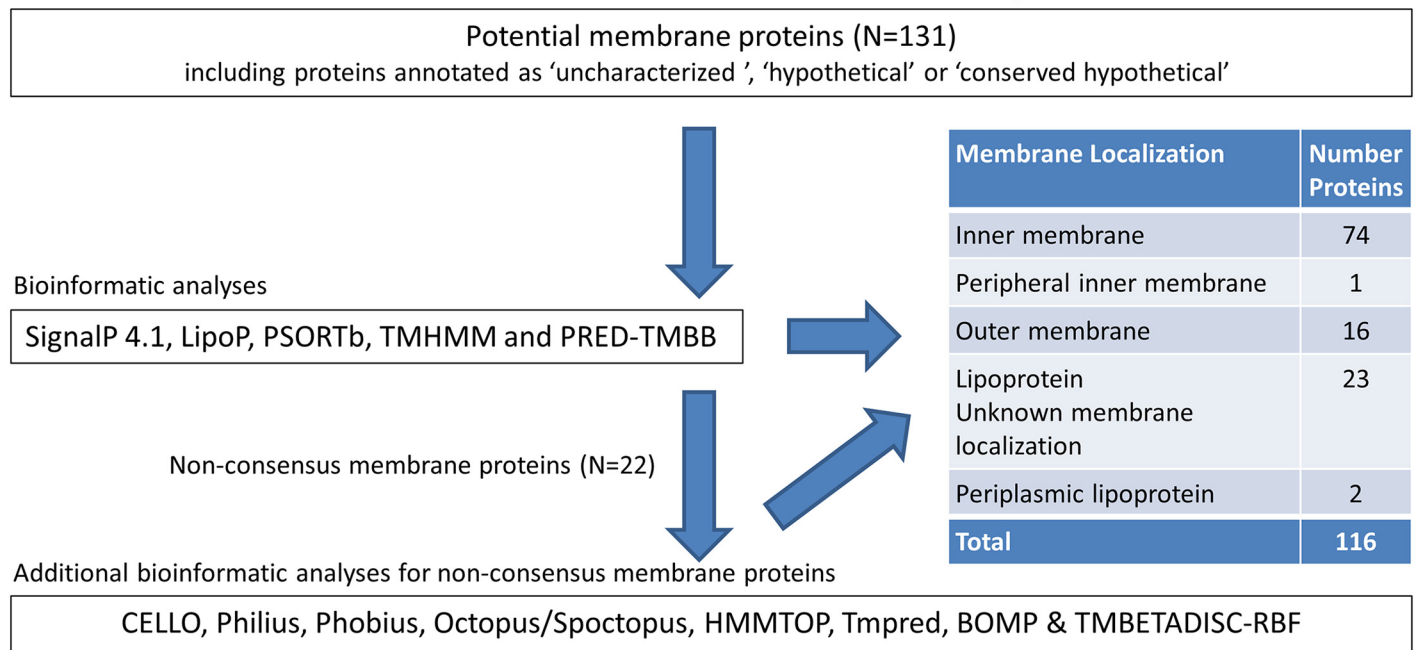 Potential membrane proteins (N=131)
including proteins annotated as ‘uncharacterized ’, ‘hypothetical’ or ‘conserved hypothetical’
Membrane Localization
Number Proteins
Inner membrane 74
Peripheral inner membrane 1
Outer membrane 16
Lipoprotein 23
Unknown membrane
localization
Periplasmic lipoprotein 2
Total 116
Bioinformatic analyses
SignalP 4.1, LipoP, PSORTb, TMHMM and PRED-TMBB
Non-consensus membrane proteins (N=22)
Additional bioinformatic analyses for non-consensus membrane proteins
CELLO, Philius, Phobius, Octopus/Spoctopus, HMMTOP, Tmpred, BOMP & TMBETADISC-RBF